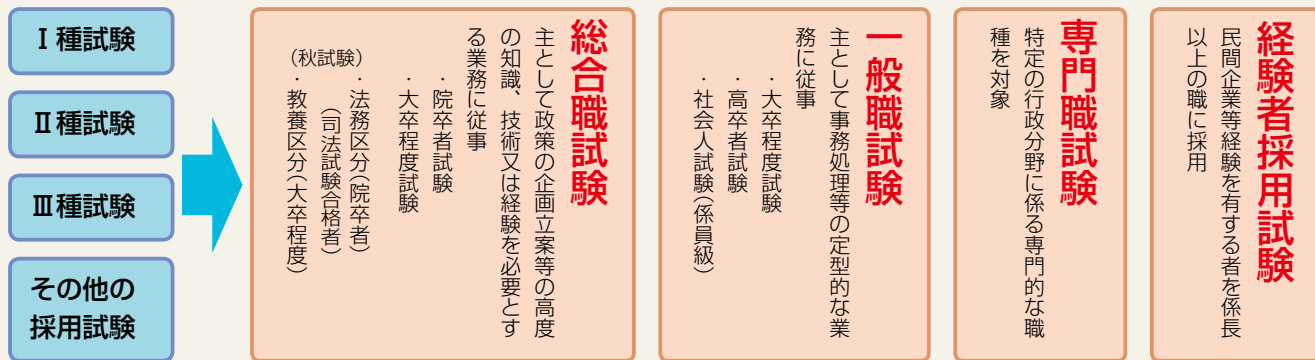 Ⅰ種試験
Ⅱ種試験
Ⅲ種試験
その他の
採用試験
総合職試験
主として政策の企画立案等の高度
の知識、技術又は経験を必要とす
る業務に従事
・院卒者試験
・大卒程度試験
(秋試験)
・法務区分(院卒者)
(司法試験合格者)
・教養区分(大卒程度)
一般職試験
主として事務処理等の定型的な業
務に従事
・大卒程度試験
・高卒者試験
・社会人試験(係員級)
専門職試験
特定の行政分野に係る専門的な職
種を対象
経験者採用試験
民間企業等経験を有する者を係長
以上の職に採用